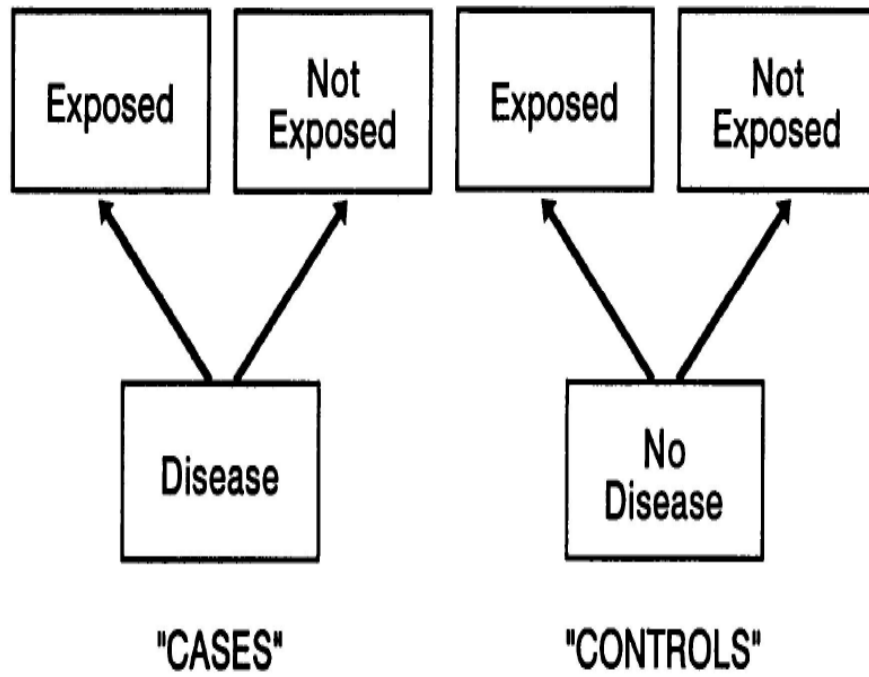 Exposed
Not
Exposed
Exposed
Not
Exposed
Disease
No
Disease
"CASES"
"CONTROLS"